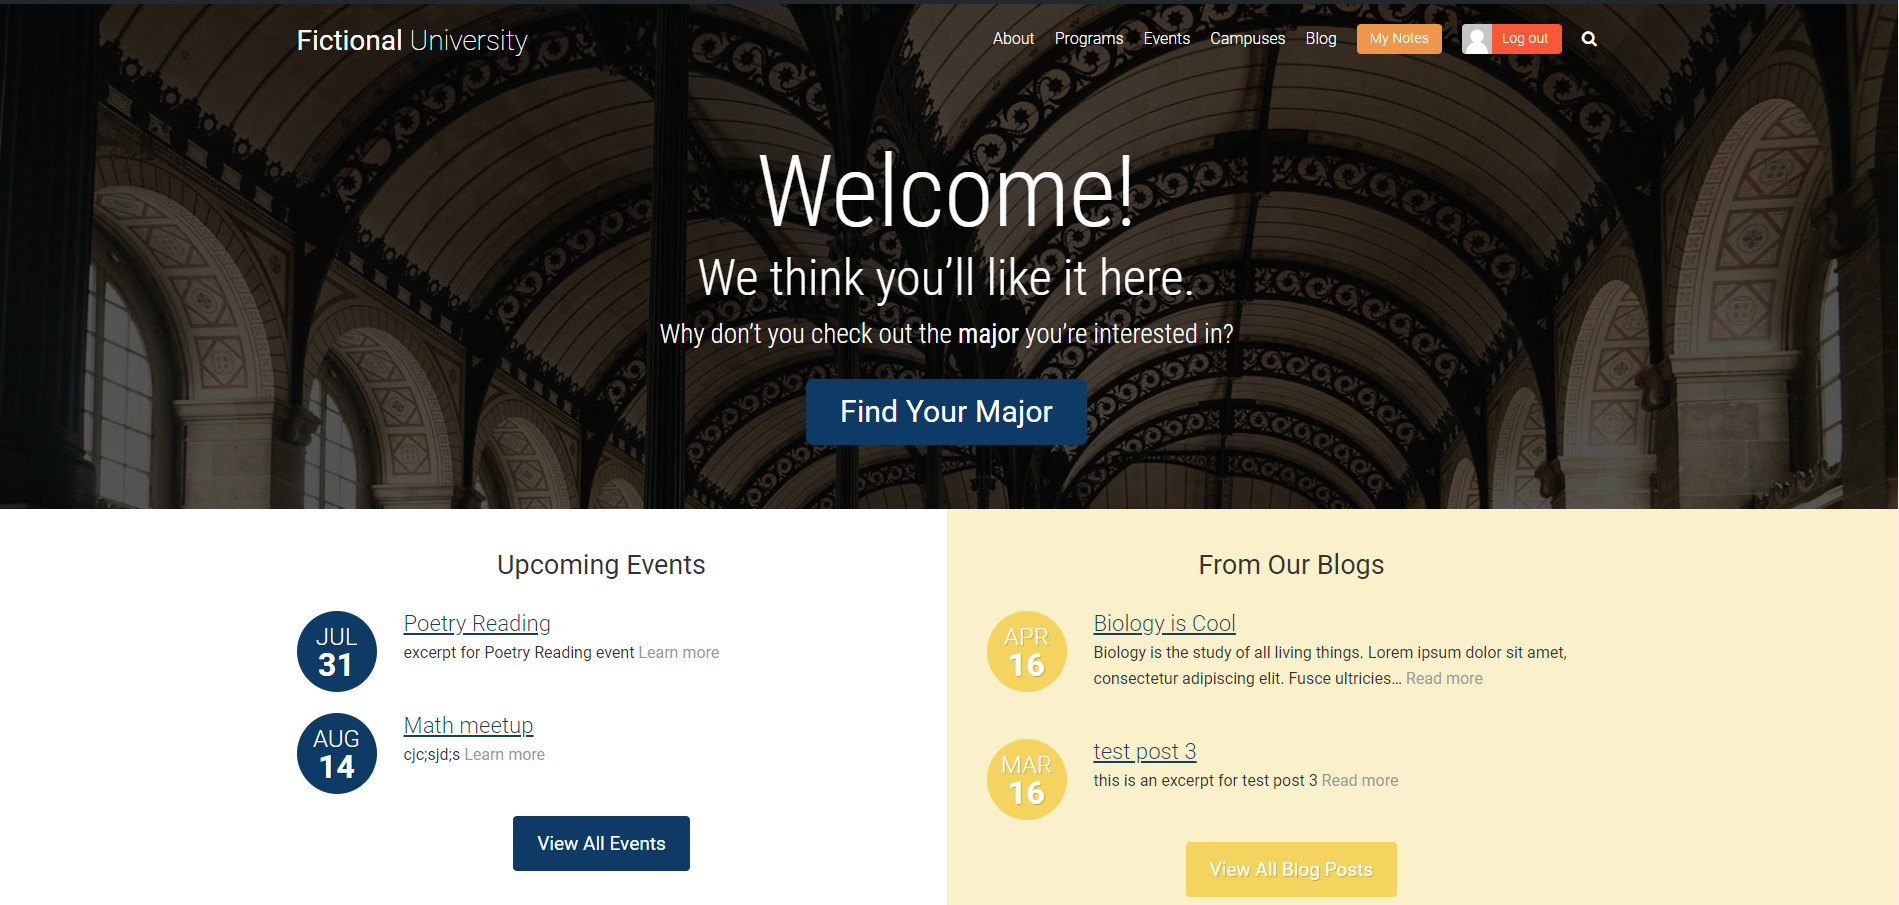 Fictional University
About Programs Events Campuses Blog My Notes Log out
Welcome!
We think you’ll like it here.
Why don’t you check out the major you’re interested in?
Find Your Major
Upcoming Events
JUL
31
Poetry Reading
excerpt for Poetry Reading event Learn more
AUG
14
Math meetup
cjc;sjd;s Learn more
View All Events
From Our Blogs
APR
16
Biology is Cool
Biology is the study of all living things. Lorem ipsum dolor sit amet,
consectetur adipiscing elit. Fusce ultricies… Read more
MAR
16
test post 3
this is an excerpt for test post 3 Read more
View All Blog Posts